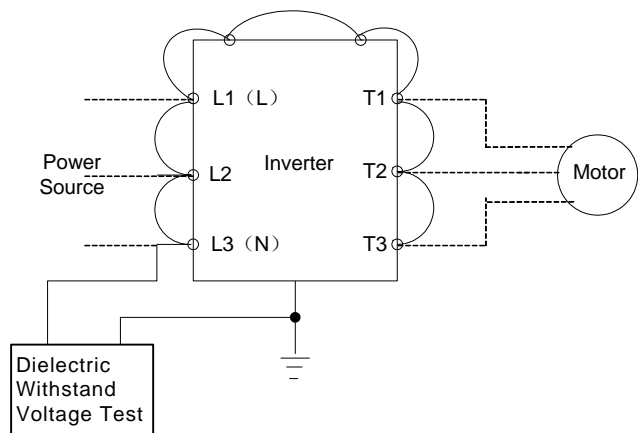 L1（L） T1
Power
Source
L2 Inverter T2 Motor
L3（N） T3
Dielectric
Withstand
Voltage Test